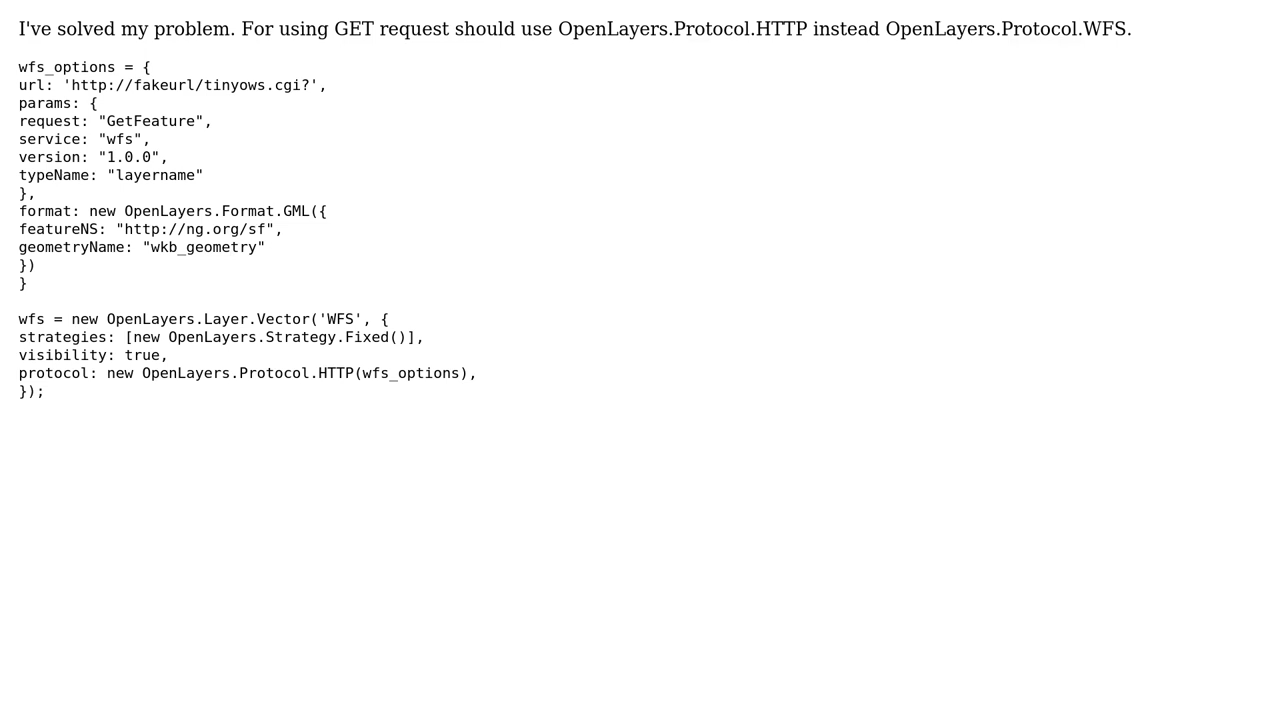 I've solved my problem. For using GET request should use OpenLayers.Protocol.HTTP instead OpenLayers.Protocol.WFS.
wfs_options = {
url: 'http://fakeurl/tinyows.cgi?',
params: {
request: "GetFeature",
service: "wfs",
version: "1.0.0",
typeName: "layername"
},
format: new OpenLayers.Format.GML({
featureNS: "http://ng.org/sf",
geometryName: "wkb_geometry"
})
}
wfs = new OpenLayers.Layer.Vector('WFS', {
strategies: [new OpenLayers.Strategy.Fixed()],
visibility: true,
protocol: new OpenLayers.Protocol.HTTP(wfs_options),
});